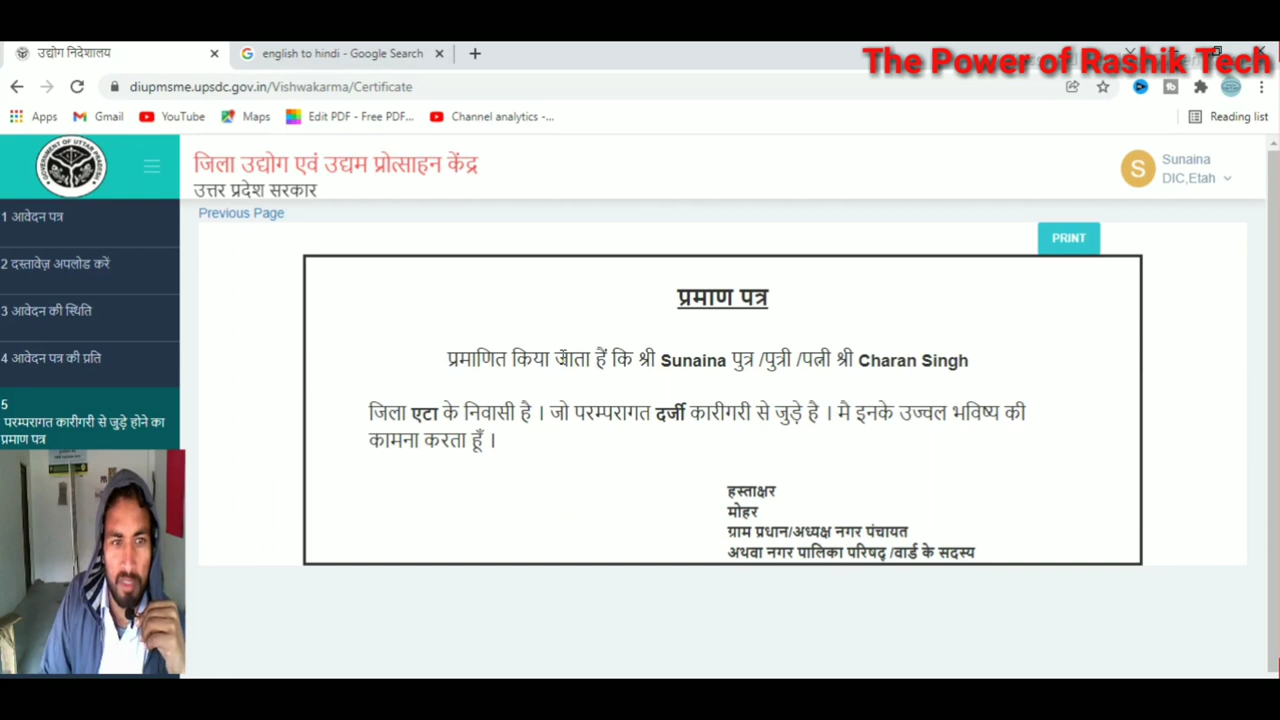 The Power of Rashik Tech
उद्योग निदेशालय
english to hindi - Google Search
diupmsme.upsdc.gov.in/Vishwakarma/Certificate
Apps Gmail YouTube Maps Edit PDF - Free PDF... Channel analytics -... Reading list
जिला उद्योग एवं उद्यम प्रोत्साहन केंद्र
उत्तर प्रदेश सरकार
S Sunaina
DIC,Etah
Previous Page
1 आवेदन पत्र
2 दस्तावेज़ अपलोड करें
3 आवेदन की स्थिति
4 आवेदन पत्र की प्रति
5
परम्परागत कारीगरी से जुड़े होने का
प्रमाण पत्र
PRINT
प्रमाण पत्र
प्रमाणित किया जाता हैं कि श्री Sunaina पुत्र /पुत्री /पत्नी श्री Charan Singh
जिला एटा के निवासी है । जो परम्परागत दर्जी कारीगरी से जुड़े है । मै इनके उज्वल भविष्य की
कामना करता हूँ ।
हस्ताक्षर
मोहर
ग्राम प्रधान/अध्यक्ष नगर पंचायत
अथवा नगर पालिका परिषद् /वार्ड के सदस्य